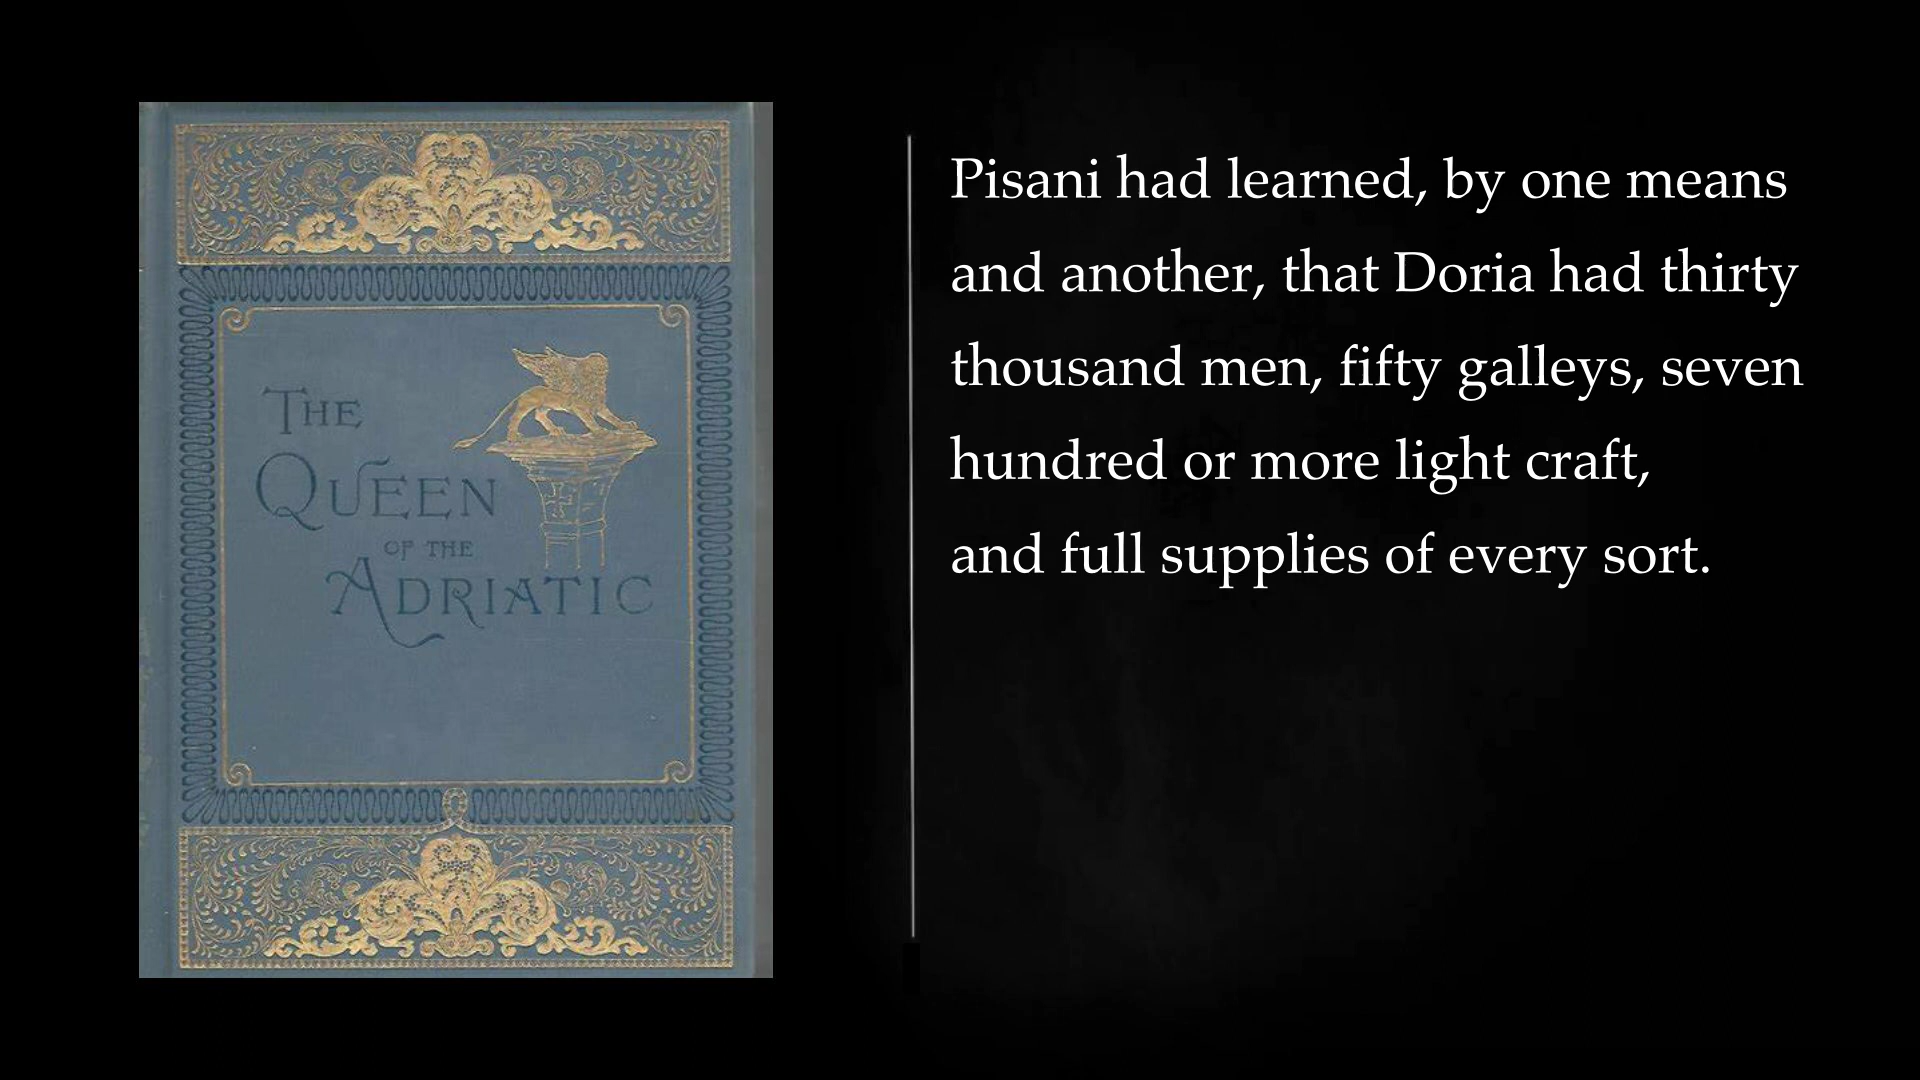 THE
QUEEN
OF THE
ADRIATIC
Pisani had learned, by one means
and another, that Doria had thirty
thousand men, fifty galleys, seven
hundred or more light craft,
and full supplies of every sort.